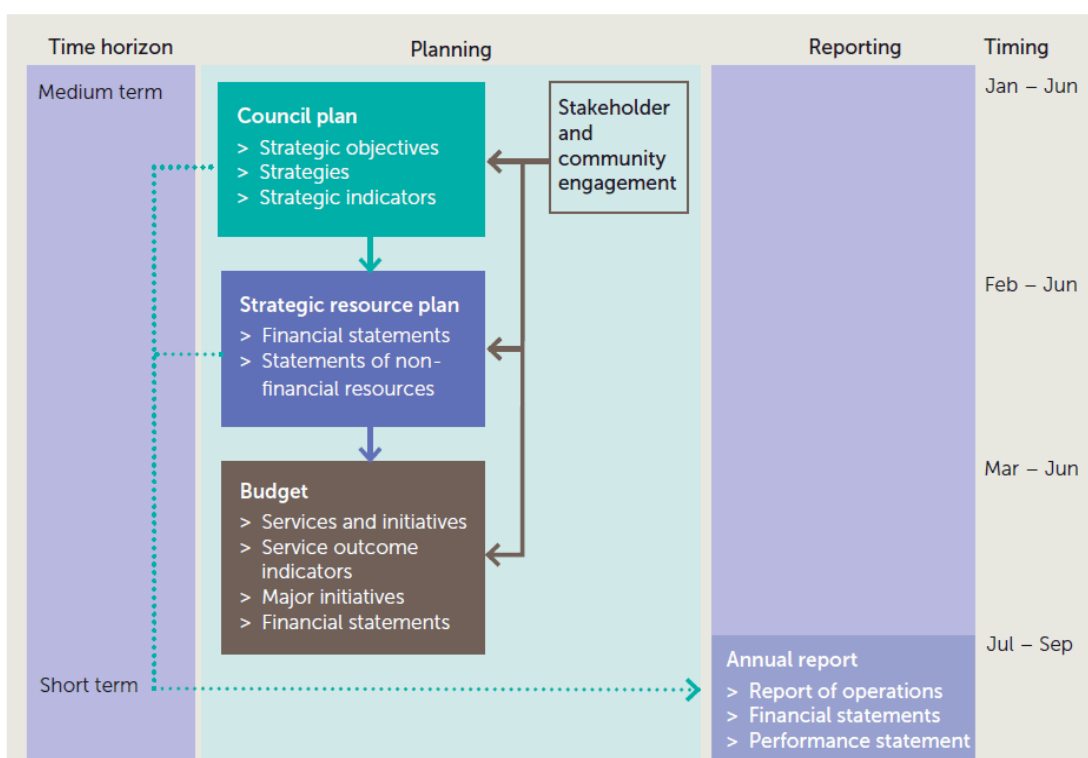 Time horizon
Planning
Reporting
Timing
Medium term
Jan – Jun
Council plan
> Strategic objectives
> Strategies
> Strategic indicators
Stakeholder
and
community
engagement
Feb – Jun
Strategic resource plan
> Financial statements
> Statements of non-
financial resources
Mar – Jun
Budget
> Services and initiatives
> Service outcome
indicators
> Major initiatives
> Financial statements
Jul – Sep
Short term
Annual report
> Report of operations
> Financial statements
> Performance statement